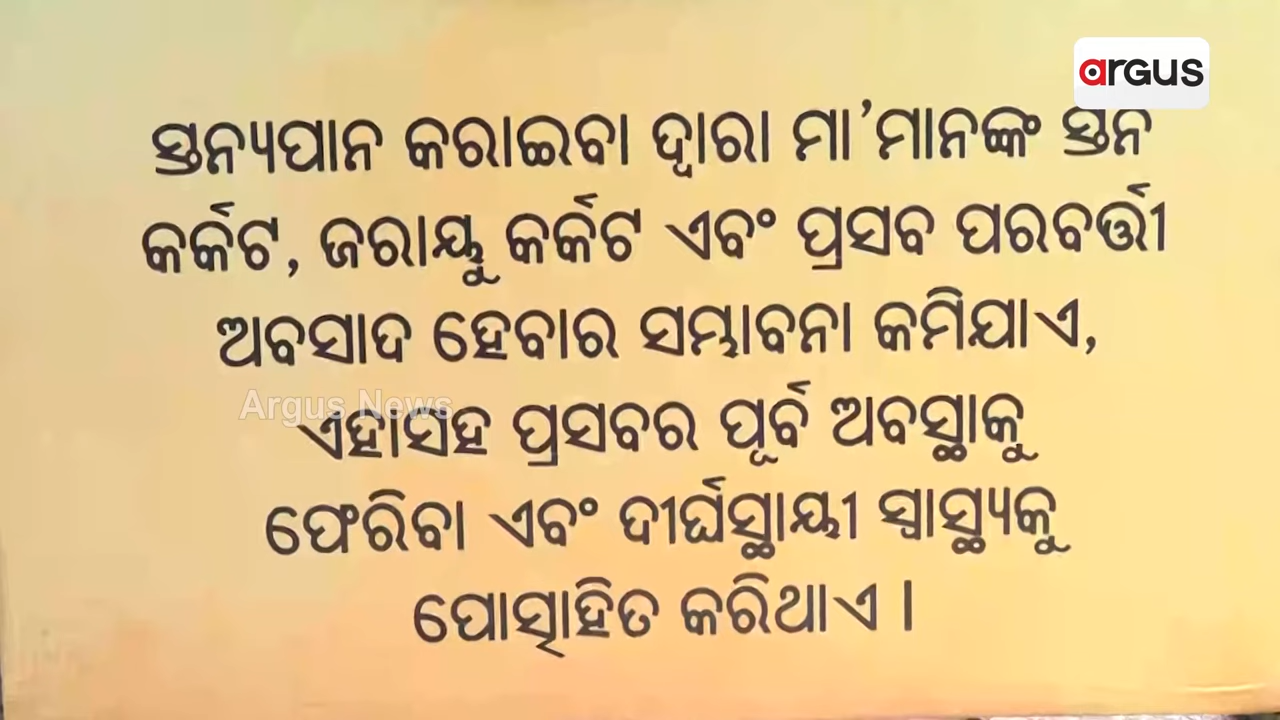 argus
ସ୍ତନ୍ୟପାନ କରାଇବା ଦ୍ୱାରା ମା'ମାନଙ୍କ ସ୍ତନ
କର୍କଟ, ଜରାୟୁ କର୍କଟ ଏବଂ ପ୍ରସବ ପରବର୍ତ୍ତୀ
ଅବସାଦ ହେବାର ସମ୍ଭାବନା କମିଯାଏ,
Argus News
ଏହାସହ ପ୍ରସବର ପୂର୍ବ ଅବସ୍ଥାକୁ
ଫେରିବା ଏବଂ ଦୀର୍ଘସ୍ଥାୟୀ ସ୍ୱାସ୍ଥ୍ୟକୁ
ପୋତ୍ସାହିତ କରିଥାଏ ।